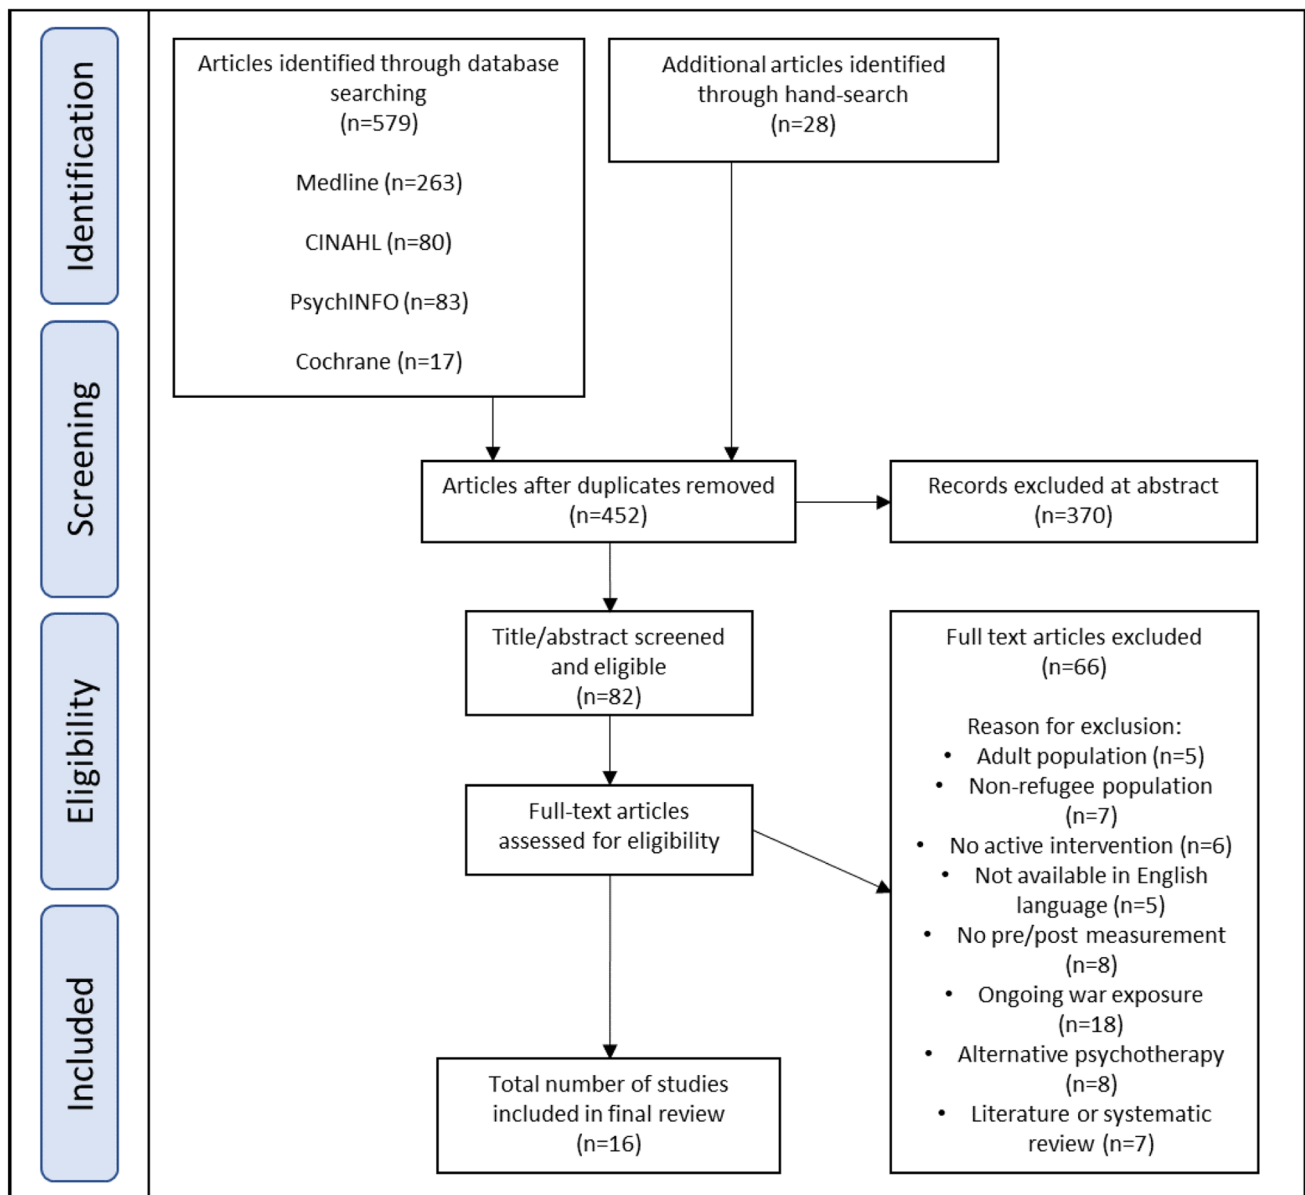 Identification
Articles identified through database
searching
(n=579)
Medline (n=263)
CINAHL (n=80)
PsychINFO (n=83)
Cochrane (n=17)
Additional articles identified
through hand-search
(n=28)
Screening
Articles after duplicates removed
(n=452)
Records excluded at abstract
(n=370)
Eligibility
Title/abstract screened
and eligible
(n=82)
Full-text articles
assessed for eligibility
Full text articles excluded
(n=66)
Reason for exclusion:
• Adult population (n=5)
• Non-refugee population
(n=7)
• No active intervention (n=6)
• Not available in English
language (n=5)
• No pre/post measurement
(n=8)
• Ongoing war exposure
(n=18)
• Alternative psychotherapy
(n=8)
• Literature or systematic
review (n=7)
Included
Total number of studies
included in final review
(n=16)